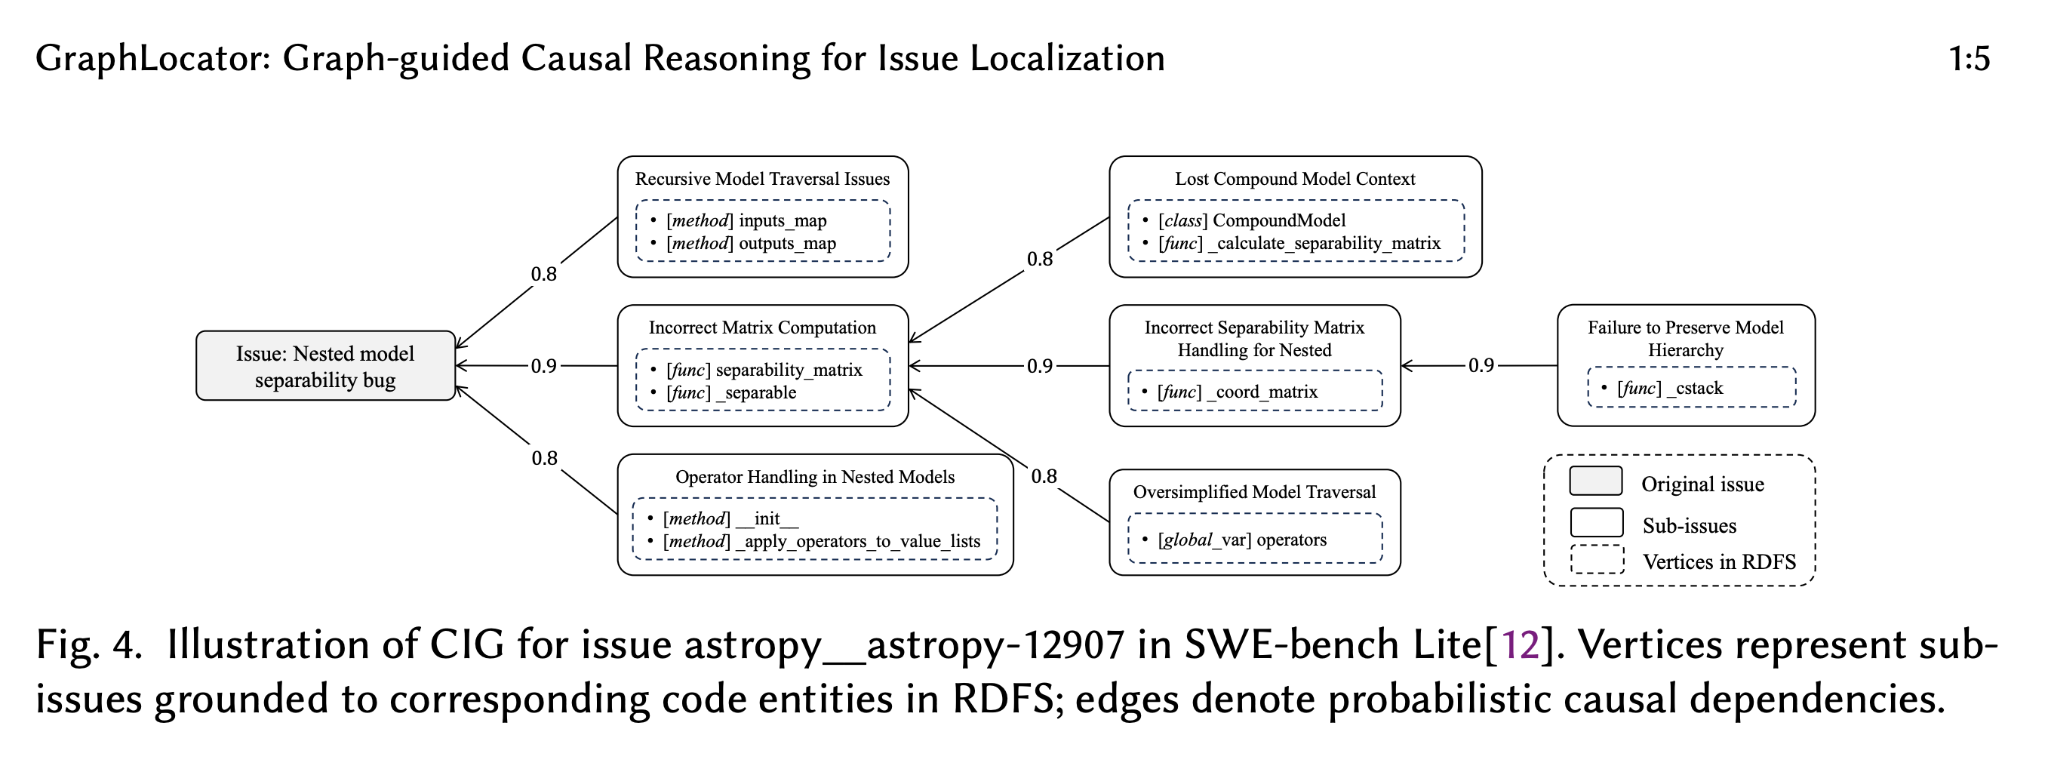 GraphLocator: Graph-guided Causal Reasoning for Issue Localization
1:5
Recursive Model Traversal Issues
• [method] inputs_map
• [method] outputs_map
Lost Compound Model Context
• [class] CompoundModel
• [func] _calculate_separability_matrix
0.8
0.8
Issue: Nested model
separability bug
0.9
Incorrect Matrix Computation
• [func] separability_matrix
• [func] _separable
0.9
Incorrect Separability Matrix
Handling for Nested
• [func] _coord_matrix
0.9
Failure to Preserve Model
Hierarchy
• [func] _cstack
0.8
Operator Handling in Nested Models
• [method] __init__
• [method] _apply_operators_to_value_lists
0.8
Oversimplified Model Traversal
• [global_var] operators
Original issue
Sub-issues
Vertices in RDFS
Fig. 4. Illustration of CIG for issue astropy__astropy-12907 in SWE-bench Lite[12]. Vertices represent sub-
issues grounded to corresponding code entities in RDFS; edges denote probabilistic causal dependencies.